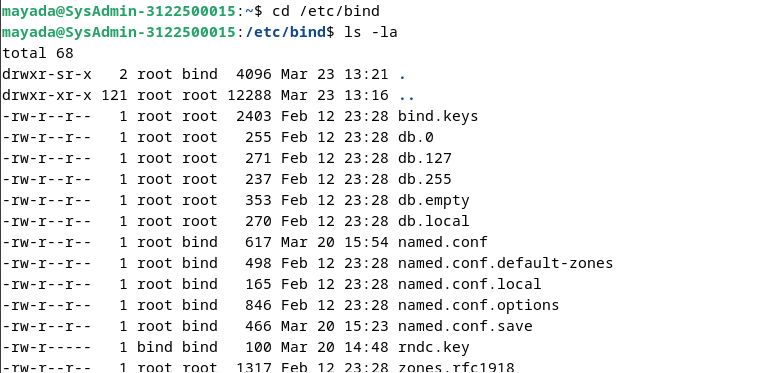 mayada@SysAdmin-3122500015:~$ cd /etc/bind
mayada@SysAdmin-3122500015:/etc/bind$ ls -la
total 68
drwxr-sr-x   2 root bind  4096 Mar 23 13:21 .
drwxr-xr-x 121 root root 12288 Mar 23 13:16 ..
-rw-r--r--   1 root root  2403 Feb 12 23:28 bind.keys
-rw-r--r--   1 root root   255 Feb 12 23:28 db.0
-rw-r--r--   1 root root   271 Feb 12 23:28 db.127
-rw-r--r--   1 root root   237 Feb 12 23:28 db.255
-rw-r--r--   1 root root   353 Feb 12 23:28 db.empty
-rw-r--r--   1 root root   270 Feb 12 23:28 db.local
-rw-r--r--   1 root bind   617 Mar 20 15:54 named.conf
-rw-r--r--   1 root bind   498 Feb 12 23:28 named.conf.default-zones
-rw-r--r--   1 root bind   165 Feb 12 23:28 named.conf.local
-rw-r--r--   1 root bind   846 Feb 12 23:28 named.conf.options
-rw-r--r--   1 root bind   466 Mar 20 15:23 named.conf.save
-rw-r-----   1 bind bind   100 Mar 20 14:48 rndc.key
-rw-r--r--   1 root root  1317 Feb 12 23:28 zones.rfc1918